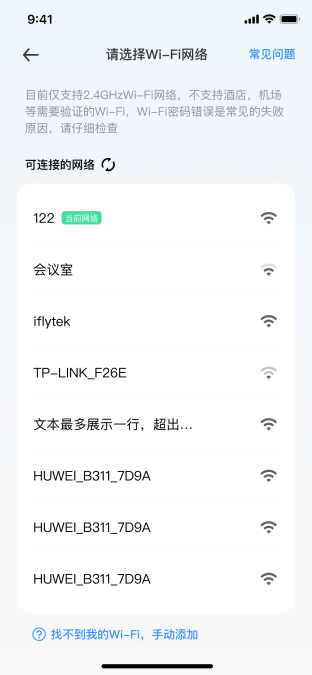 9:41
请选择Wi-Fi网络 常见问题
目前仅支持2.4GHzWi-Fi网络，不支持酒店，机场
等需要验证的Wi-Fi，Wi-Fi密码错误是常见的失败
原因，请仔细检查
可连接的网络
122 当前网络
会议室
iflytek
TP-LINK_F26E
文本最多展示一行，超出...
HUWEI_B311_7D9A
HUWEI_B311_7D9A
HUWEI_B311_7D9A
找不到我的Wi-Fi，手动添加